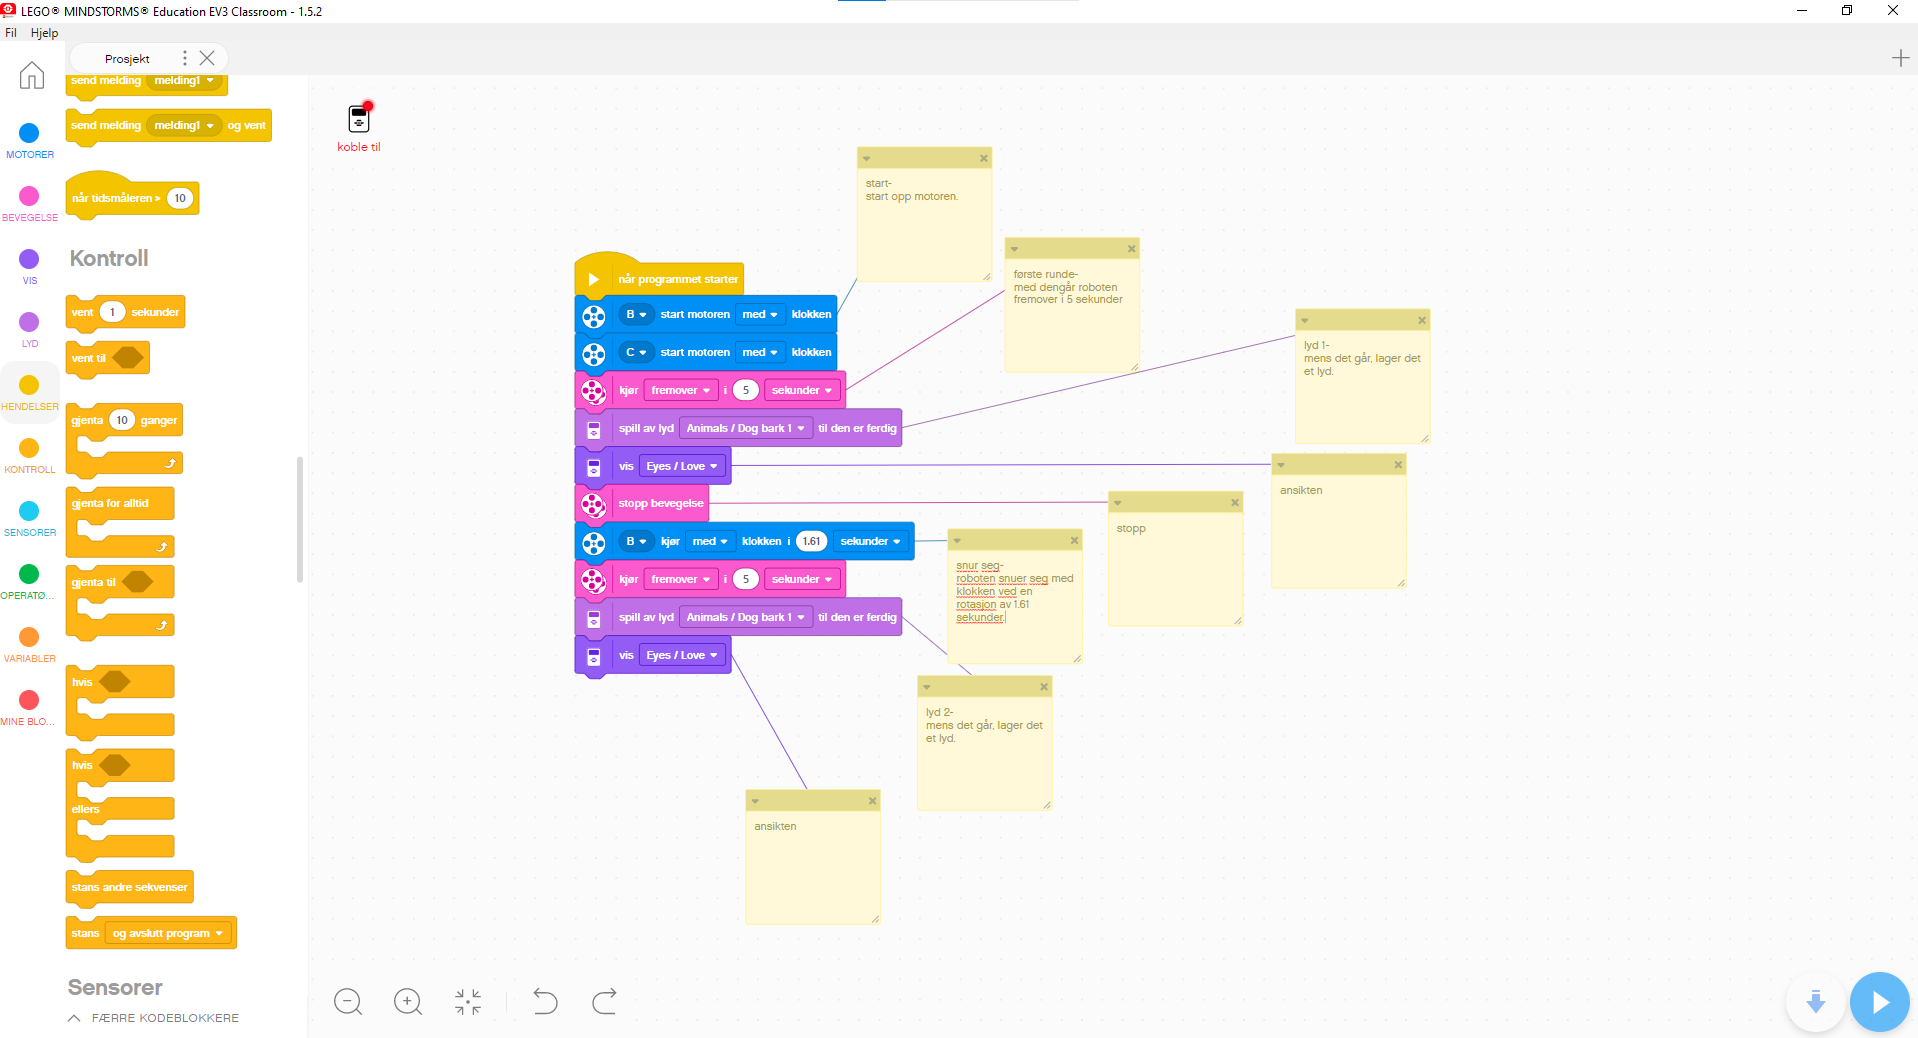 LEGO® MINDSTORMS® Education EV3 Classroom - 1.5.2
Fil Hjelp
Prosjekt
MOTORER
BEVEGELSE
VIS
LYD
HENDELSER
KONTROLL
SENSORER
OPERATØ...
VARIABLER
MINE BLO...
send melding melding1
send melding melding1 og vent
når tidsmåleren > 10
Kontroll
vent 1 sekunder
vent til
gjenta 10 ganger
gjenta for alltid
gjenta til
hvis
hvis
ellers
stans andre sekvenser
stans og avslutt program
Sensorer
FÆRRE KODEBLOKKERE
koble til
når programmet starter
B start motoren med klokken
C start motoren med klokken
kjør fremover i 5 sekunder
spill av lyd Animals / Dog bark 1 til den er ferdig
vis Eyes / Love
stopp bevegelse
B kjør med klokken i 1.61 sekunder
kjør fremover i 5 sekunder
spill av lyd Animals / Dog bark 1 til den er ferdig
vis Eyes / Love
start-
start opp motoren.
første runde-
med dengår roboten
fremover i 5 sekunder
lyd 1-
mens det går, lager det
et lyd.
ansikten
stopp
snur seg-
roboten snuer seg med
klokken ved en
rotasjon av 1.61
sekunder.
lyd 2-
mens det går, lager det
et lyd.
ansikten